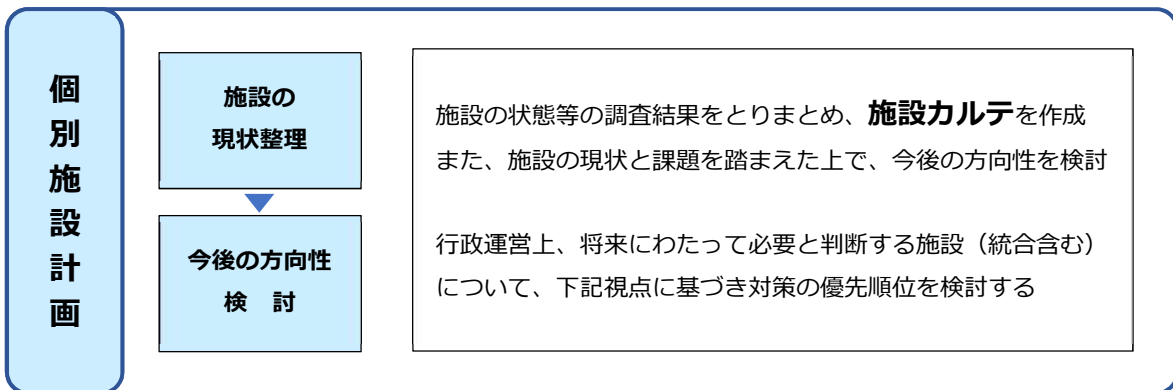 個別施設計画
施設の
現状整理
今後の方向性
検　討
施設の状態等の調査結果をとりまとめ、施設カルテを作成
また、施設の現状と課題を踏まえた上で、今後の方向性を検討
行政運営上、将来にわたって必要と判断する施設（統合含む）
について、下記視点に基づき対策の優先順位を検討する